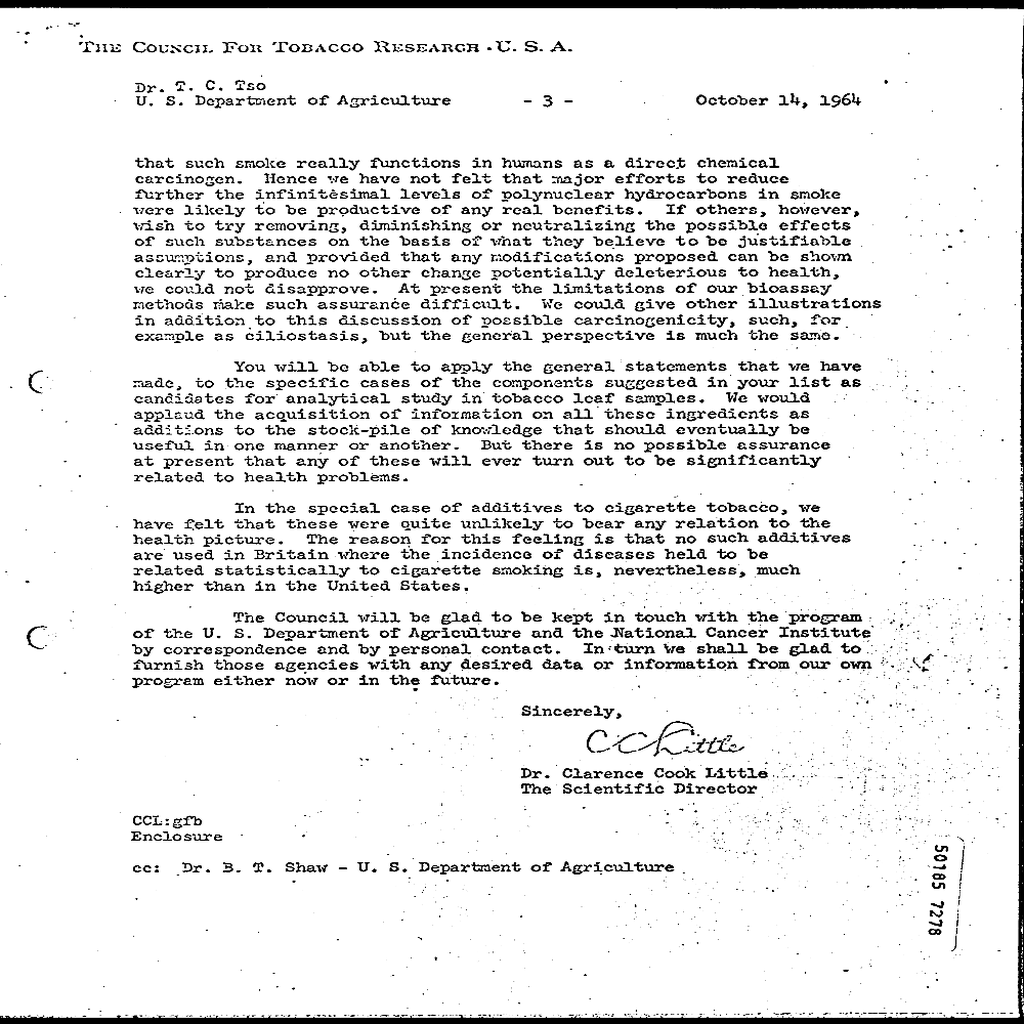 THE COUNCIL FOR TOBACCO RESEARCH - U. S. A.
Dr. T. C. Tso
U. S. Department of Agriculture - 3 - October 14, 1964
that such smoke really functions in humans as a direct chemical
carcinogen. Hence we have not felt that major efforts to reduce
further the infinitesimal levels of polynuclear hydrocarbons in smoke
were likely to be productive of any real benefits. If others, however,
wish to try removing, diminishing or neutralizing the possible effects
of such substances on the basis of what they believe to be justifiable
assumptions, and provided that any modifications proposed can be shown
clearly to produce no other change potentially deleterious to health,
we could not disapprove. At present the limitations of our bioassay
methods make such assurance difficult. We could give other illustrations
in addition to this discussion of possible carcinogenicity, such, for
example as ciliostasis, but the general perspective is much the same.
You will be able to apply the general statements that we have
made, to the specific cases of the components suggested in your list as
candidates for analytical study in tobacco leaf samples. We would
applaud the acquisition of information on all these ingredients as
additions to the stock-pile of knowledge that should eventually be
useful in one manner or another. But there is no possible assurance
at present that any of these will ever turn out to be significantly
related to health problems.
In the special case of additives to cigarette tobacco, we
have felt that these were quite unlikely to bear any relation to the
health picture. The reason for this feeling is that no such additives
are used in Britain where the incidence of diseases held to be
related statistically to cigarette smoking is, nevertheless, much
higher than in the United States.
The Council will be glad to be kept in touch with the program
of the U. S. Department of Agriculture and the National Cancer Institute
by correspondence and by personal contact. In turn we shall be glad to
furnish those agencies with any desired data or information from our own
program either now or in the future.
Sincerely,
CC Little
Dr. Clarence Cook Little
The Scientific Director
CCL:gfb
Enclosure
cc: Dr. B. T. Shaw - U. S. Department of Agriculture
50185 7278